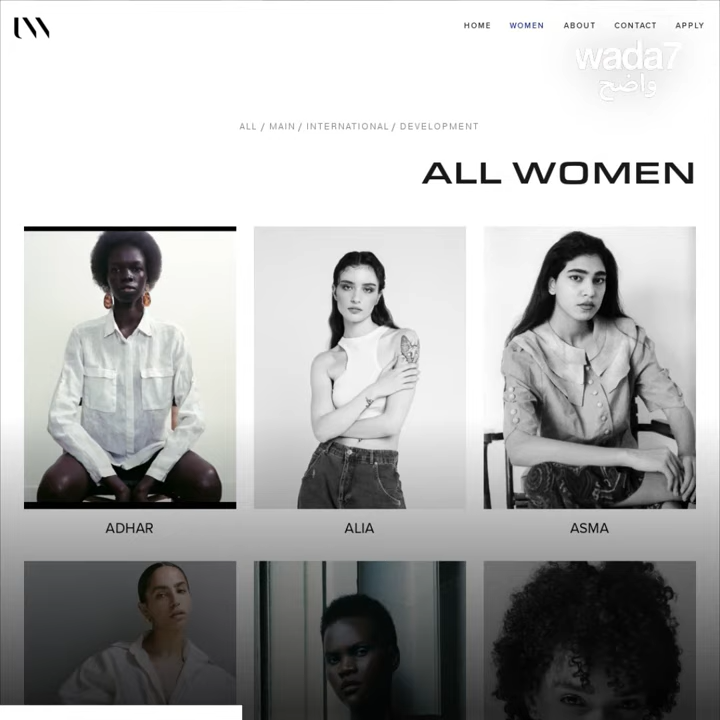 HOME WOMEN ABOUT CONTACT APPLY
wada7
واضح
ALL / MAIN / INTERNATIONAL / DEVELOPMENT
ALL WOMEN
ADHAR ALIA ASMA